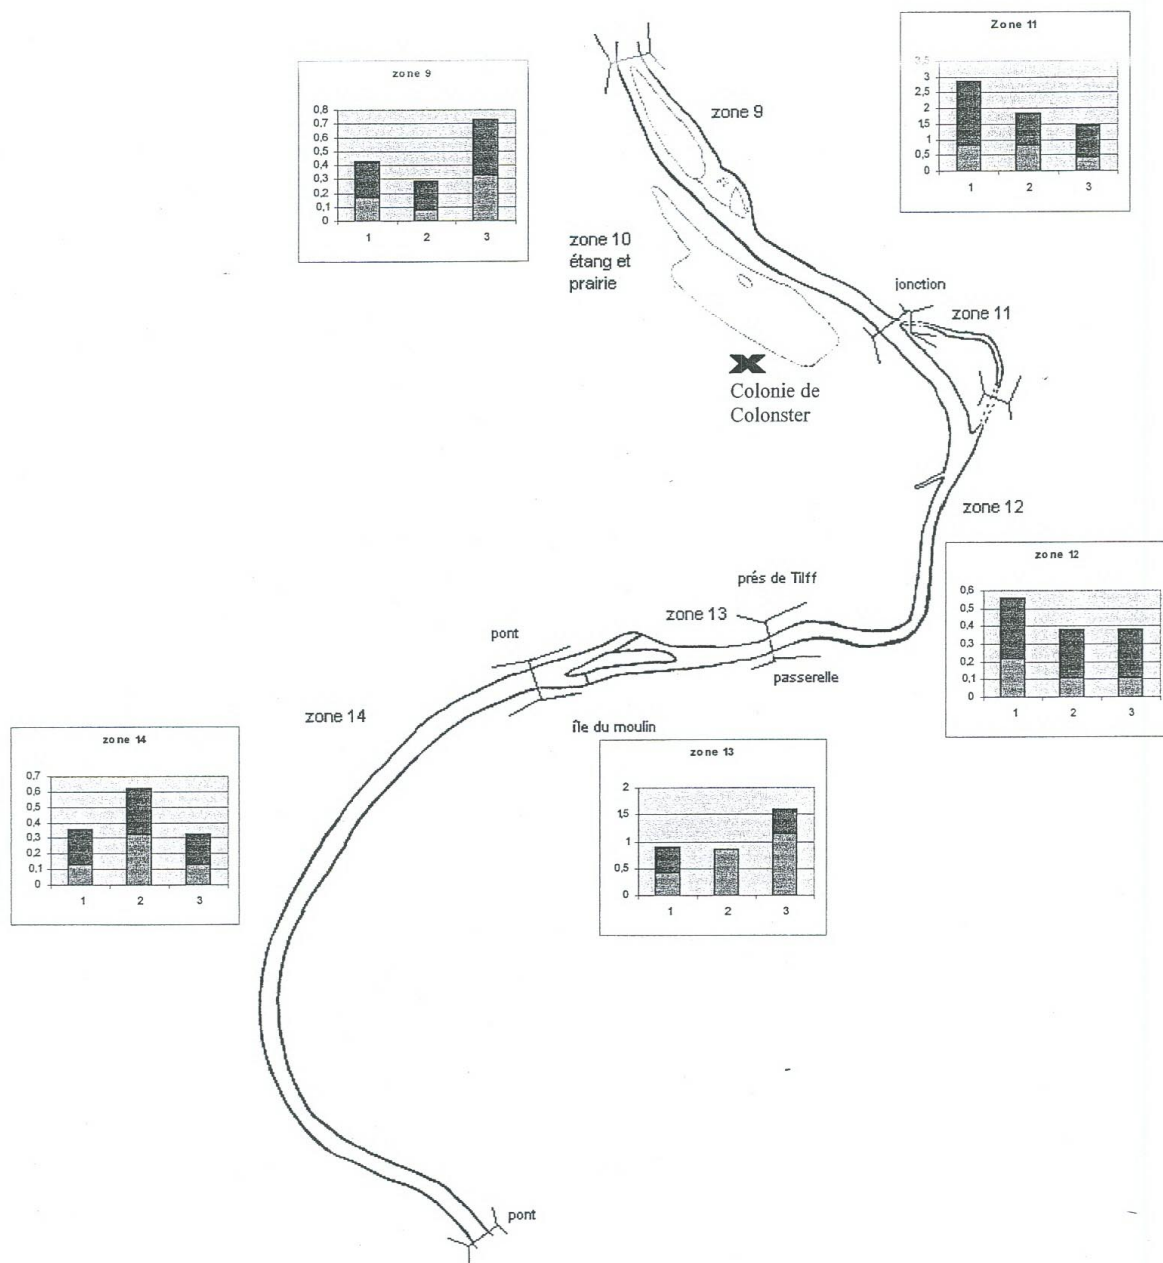 Zone 11
3,5
3
2,5
2
1,5
1
0,5
0
1 2 3
zone 9
0,8
0,7
0,6
0,5
0,4
0,3
0,2
0,1
0
1 2 3
zone 9
zone 10
étang et
prairie
jonction
zone 11
Colonie de
Colonster
zone 12
zone 12
0,6
0,5
0,4
0,3
0,2
0,1
0
1 2 3
prés de Tilff
zone 13
pont
passerelle
zone 14
île du moulin
zone 14
0,7
0,6
0,5
0,4
0,3
0,2
0,1
0
1 2 3
zone 13
2
1,5
1
0,5
0
1 2 3
pont